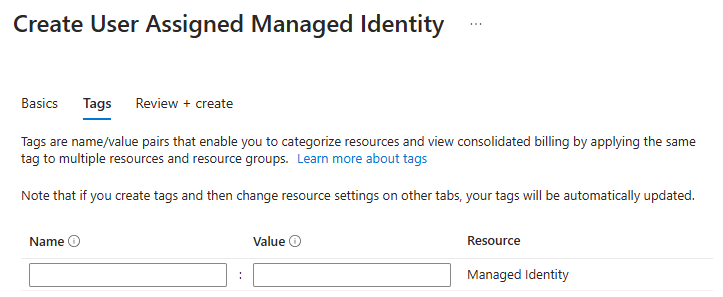 Create User Assigned Managed Identity ...
Basics Tags Review + create
Tags are name/value pairs that enable you to categorize resources and view consolidated billing by applying the same
tag to multiple resources and resource groups. Learn more about tags
Note that if you create tags and then change resource settings on other tabs, your tags will be automatically updated.
Name Value Resource
: Managed Identity